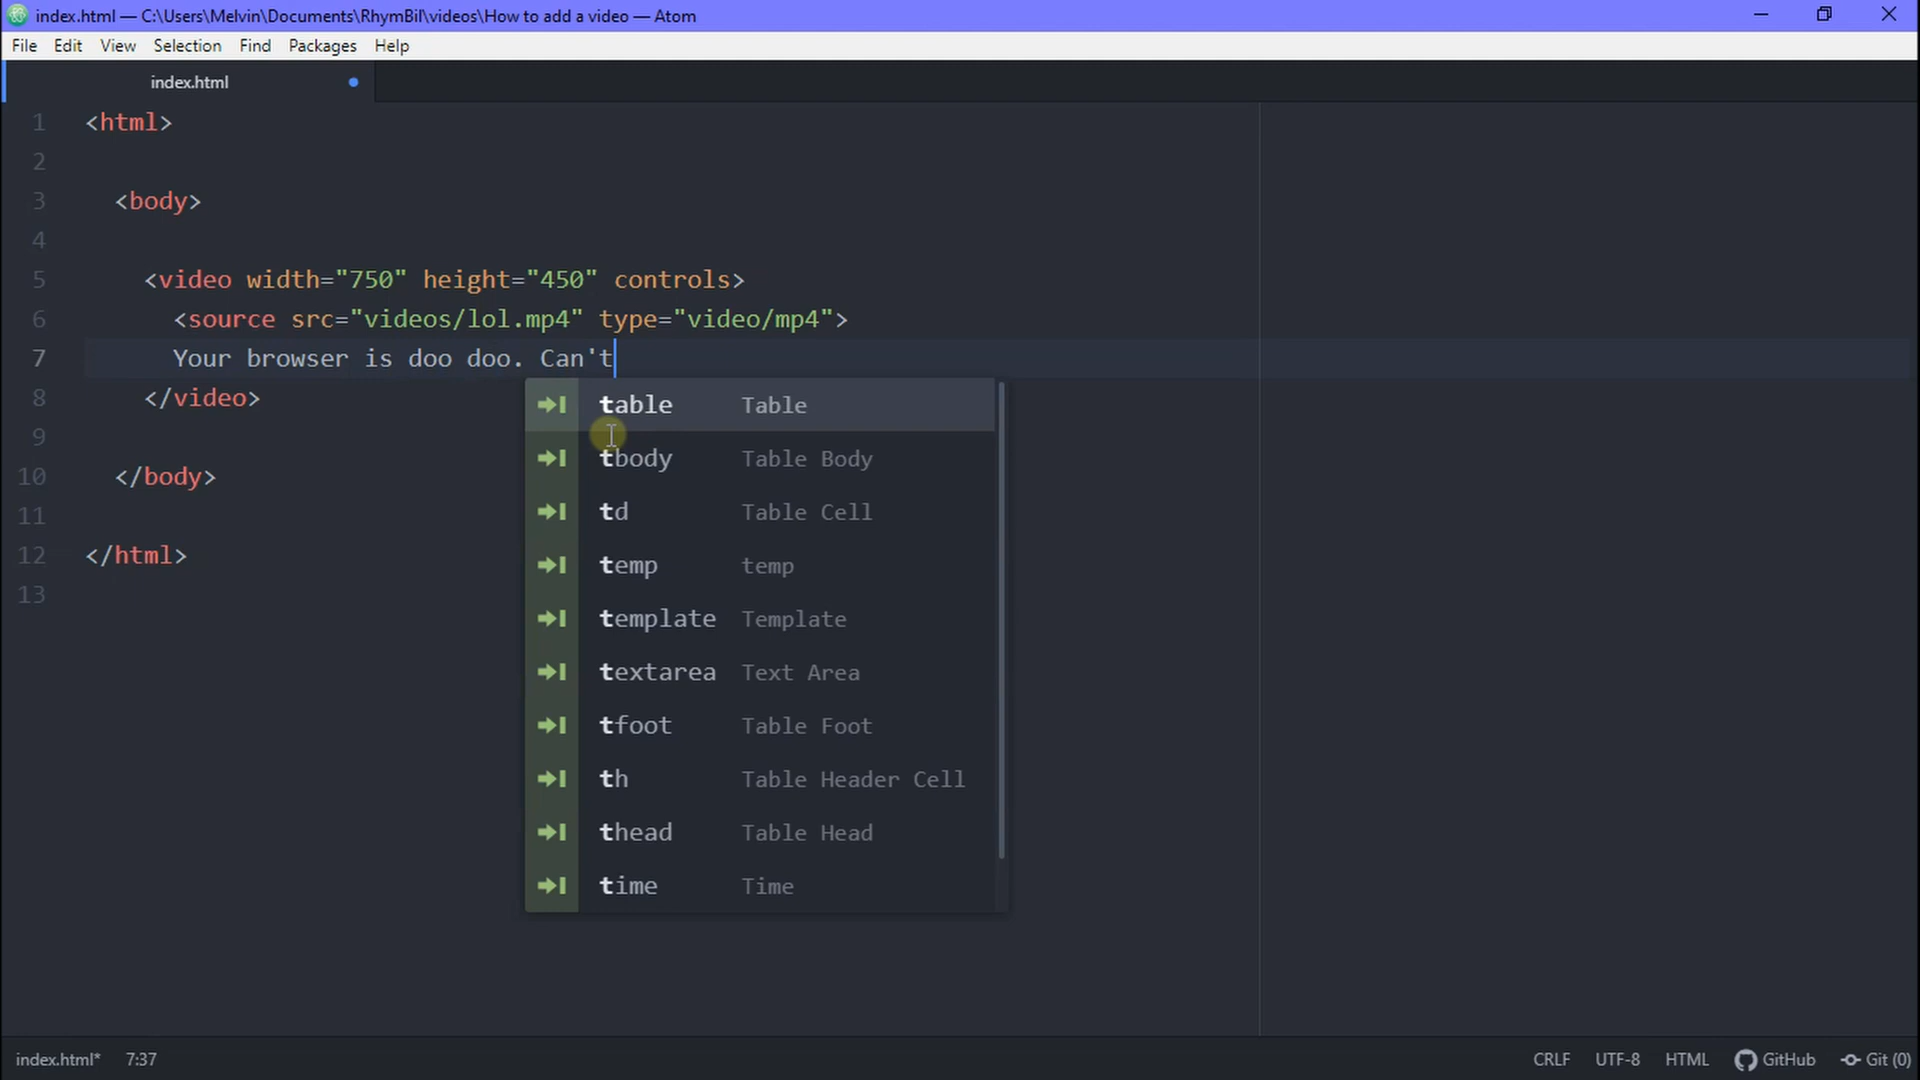 index.html — C:\Users\Melvin\Documents\RhymBil\videos\How to add a video — Atom
File Edit View Selection Find Packages Help
index.html
1 <html>
2
3 <body>
4
5 <video width="750" height="450" controls>
6 <source src="videos/lol.mp4" type="video/mp4">
7 Your browser is doo doo. Can't
8 </video>
9
10 </body>
11
12 </html>
13
table Table
tbody Table Body
td Table Cell
temp temp
template Template
textarea Text Area
tfoot Table Foot
th Table Header Cell
thead Table Head
time Time
index.html* 7:37 CRLF UTF-8 HTML GitHub Git (0)